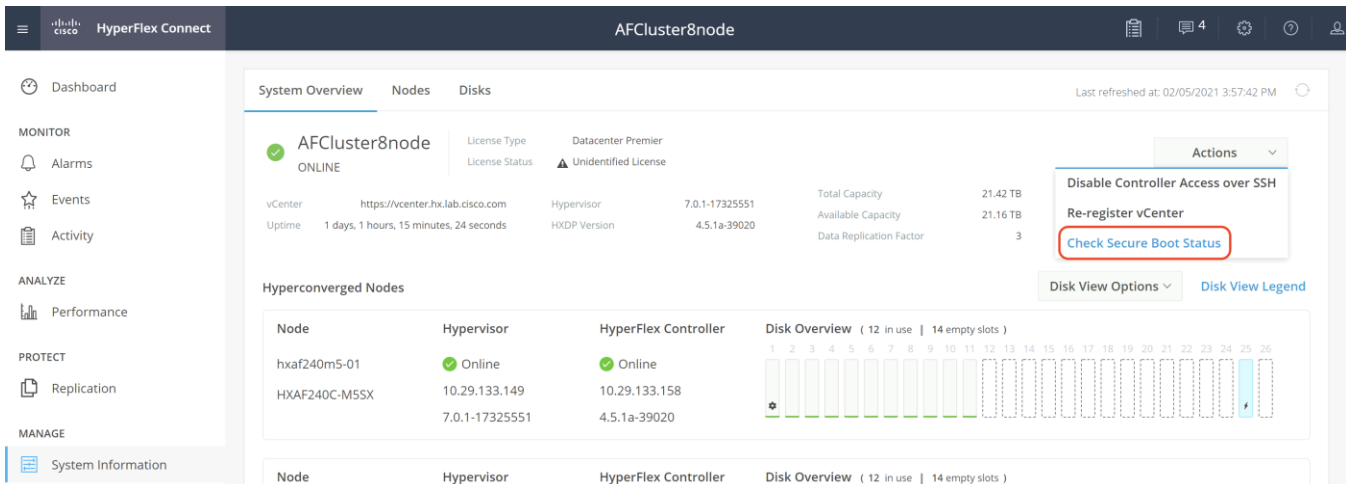 CISCO HyperFlex Connect AFCluster8node 4
Dashboard
MONITOR
Alarms
Events
Activity
ANALYZE
Performance
PROTECT
Replication
MANAGE
System Information
System Overview Nodes Disks Last refreshed at: 02/05/2021 3:57:42 PM
AFCluster8node
ONLINE
License Type Datacenter Premier
License Status Unidentified License
Actions
Disable Controller Access over SSH
Re-register vCenter
Check Secure Boot Status
vCenter https://vcenter.hx.lab.cisco.com
Uptime 1 days, 1 hours, 15 minutes, 24 seconds
Hypervisor 7.0.1-17325551
HXDP Version 4.5.1a-39020
Total Capacity 21.42 TB
Available Capacity 21.16 TB
Data Replication Factor 3
Hyperconverged Nodes Disk View Options Disk View Legend
Node Hypervisor HyperFlex Controller Disk Overview ( 12 in use | 14 empty slots )
1 2 3 4 5 6 7 8 9 10 11 12 13 14 15 16 17 18 19 20 21 22 23 24 25 26
hxaf240m5-01 Online Online
HXAF240C-M5SX 10.29.133.149 10.29.133.158
7.0.1-17325551 4.5.1a-39020
Node Hypervisor HyperFlex Controller Disk Overview ( 12 in use | 14 empty slots )